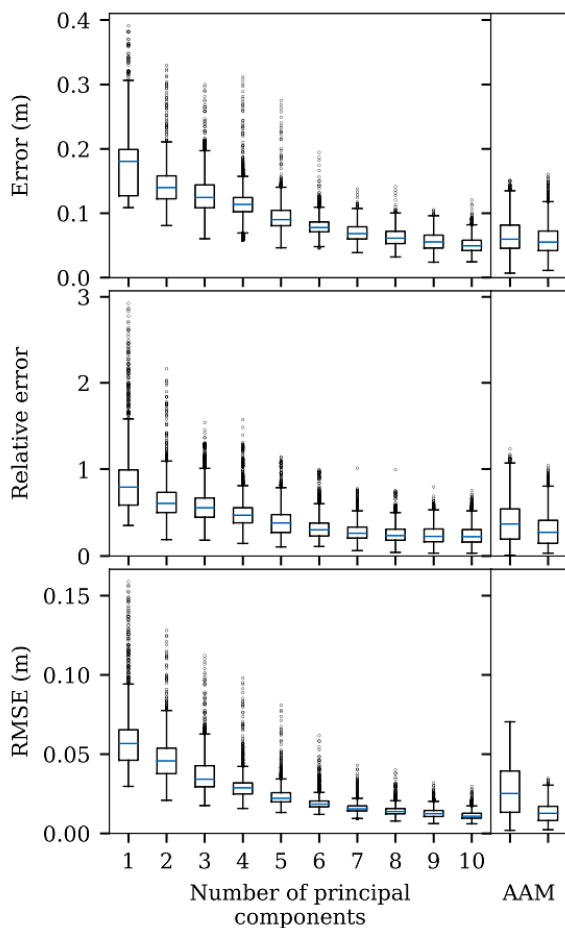 0.4
0.3
0.2
0.1
0.0
Error (m)
3
2
1
0
Relative error
0.15
0.10
0.05
0.00
RMSE (m)
1 2 3 4 5 6 7 8 9 10
Number of principal
components
AAM